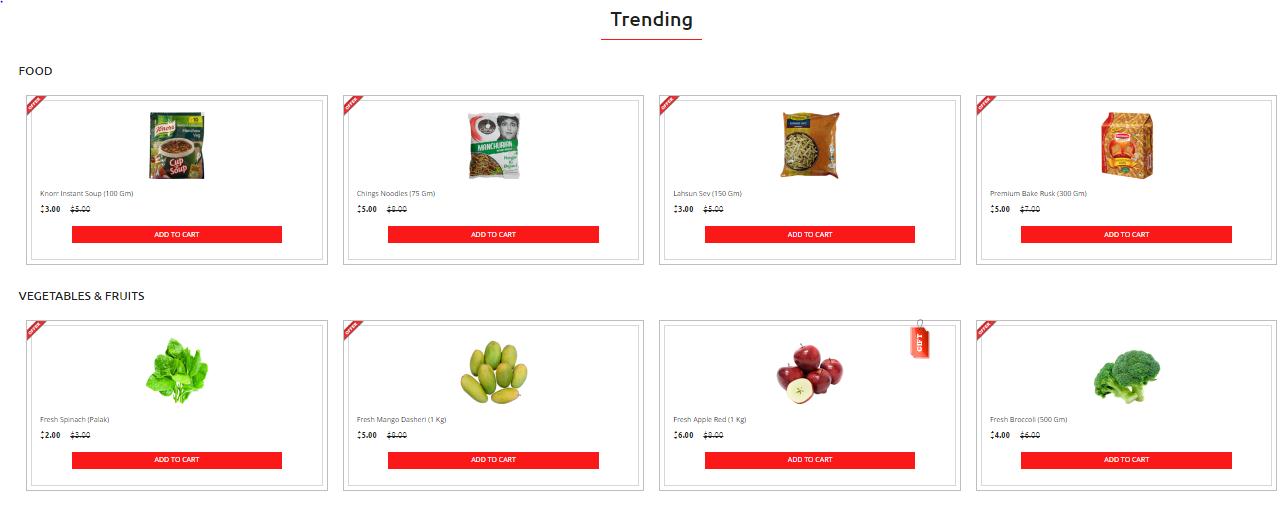 Trending
FOOD
OFFER OFFER OFFER OFFER
Knorr Cup a Soup
MANCHURIAN
Knorr Instant Soup (100 Gm) Chings Noodles (75 Gm) Lahsun Sev (150 Gm) Premium Bake Rusk (300 Gm)
$3.00 $5.00 $5.00 $8.00 $3.00 $5.00 $5.00 $7.00
ADD TO CART ADD TO CART ADD TO CART ADD TO CART
VEGETABLES & FRUITS
OFFER OFFER GIFT OFFER
Fresh Spinach (Palak) Fresh Mango Dasheri (1 Kg) Fresh Apple Red (1 Kg) Fresh Broccoli (500 Gm)
$2.00 $3.00 $5.00 $8.00 $6.00 $8.00 $4.00 $6.00
ADD TO CART ADD TO CART ADD TO CART ADD TO CART